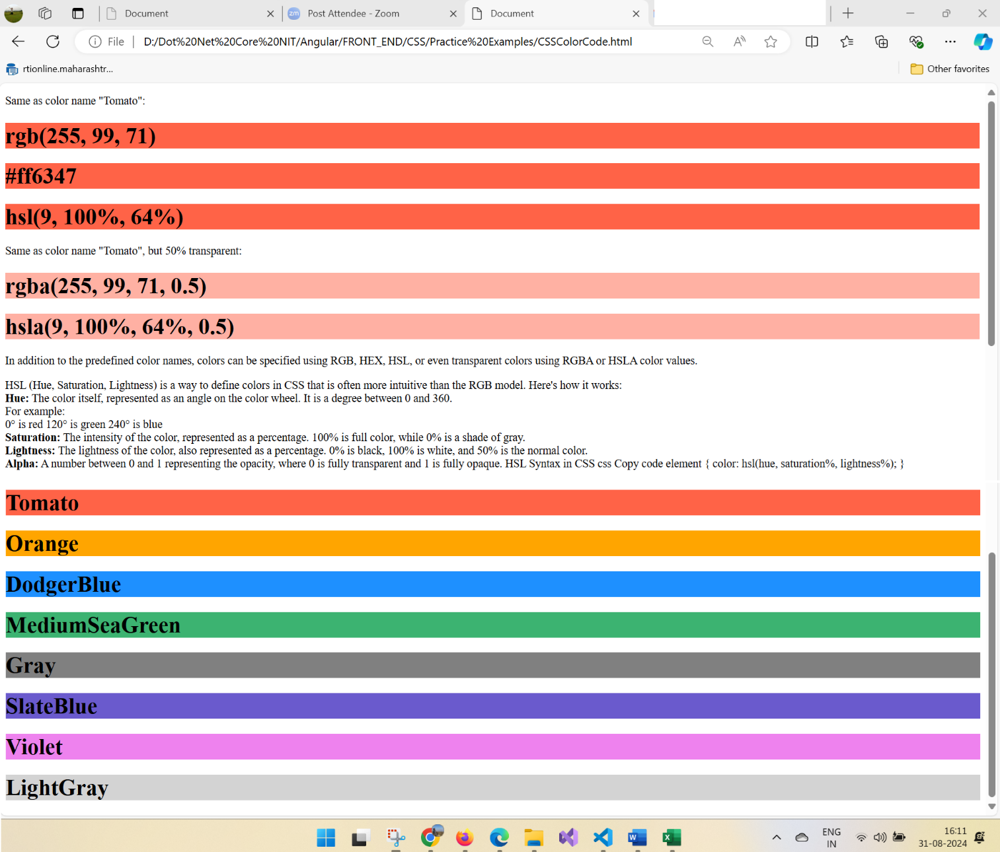 Document
Post Attendee - Zoom
Document
File
D:/Dot%20Net%20Core%20NIT/Angular/FRONT_END/CSS/Practice%20Examples/CSSColorCode.html
rtionline.maharashtr...
Other favorites
Same as color name "Tomato":
rgb(255, 99, 71)
#ff6347
hsl(9, 100%, 64%)
Same as color name "Tomato", but 50% transparent:
rgba(255, 99, 71, 0.5)
hsla(9, 100%, 64%, 0.5)
In addition to the predefined color names, colors can be specified using RGB, HEX, HSL, or even transparent colors using RGBA or HSLA color values.
HSL (Hue, Saturation, Lightness) is a way to define colors in CSS that is often more intuitive than the RGB model. Here's how it works:
Hue: The color itself, represented as an angle on the color wheel. It is a degree between 0 and 360.
For example:
0° is red 120° is green 240° is blue
Saturation: The intensity of the color, represented as a percentage. 100% is full color, while 0% is a shade of gray.
Lightness: The lightness of the color, also represented as a percentage. 0% is black, 100% is white, and 50% is the normal color.
Alpha: A number between 0 and 1 representing the opacity, where 0 is fully transparent and 1 is fully opaque. HSL Syntax in CSS css Copy code element { color: hsl(hue, saturation%, lightness%); }
Tomato
Orange
DodgerBlue
MediumSeaGreen
Gray
SlateBlue
Violet
LightGray
ENG
IN
16:11
31-08-2024